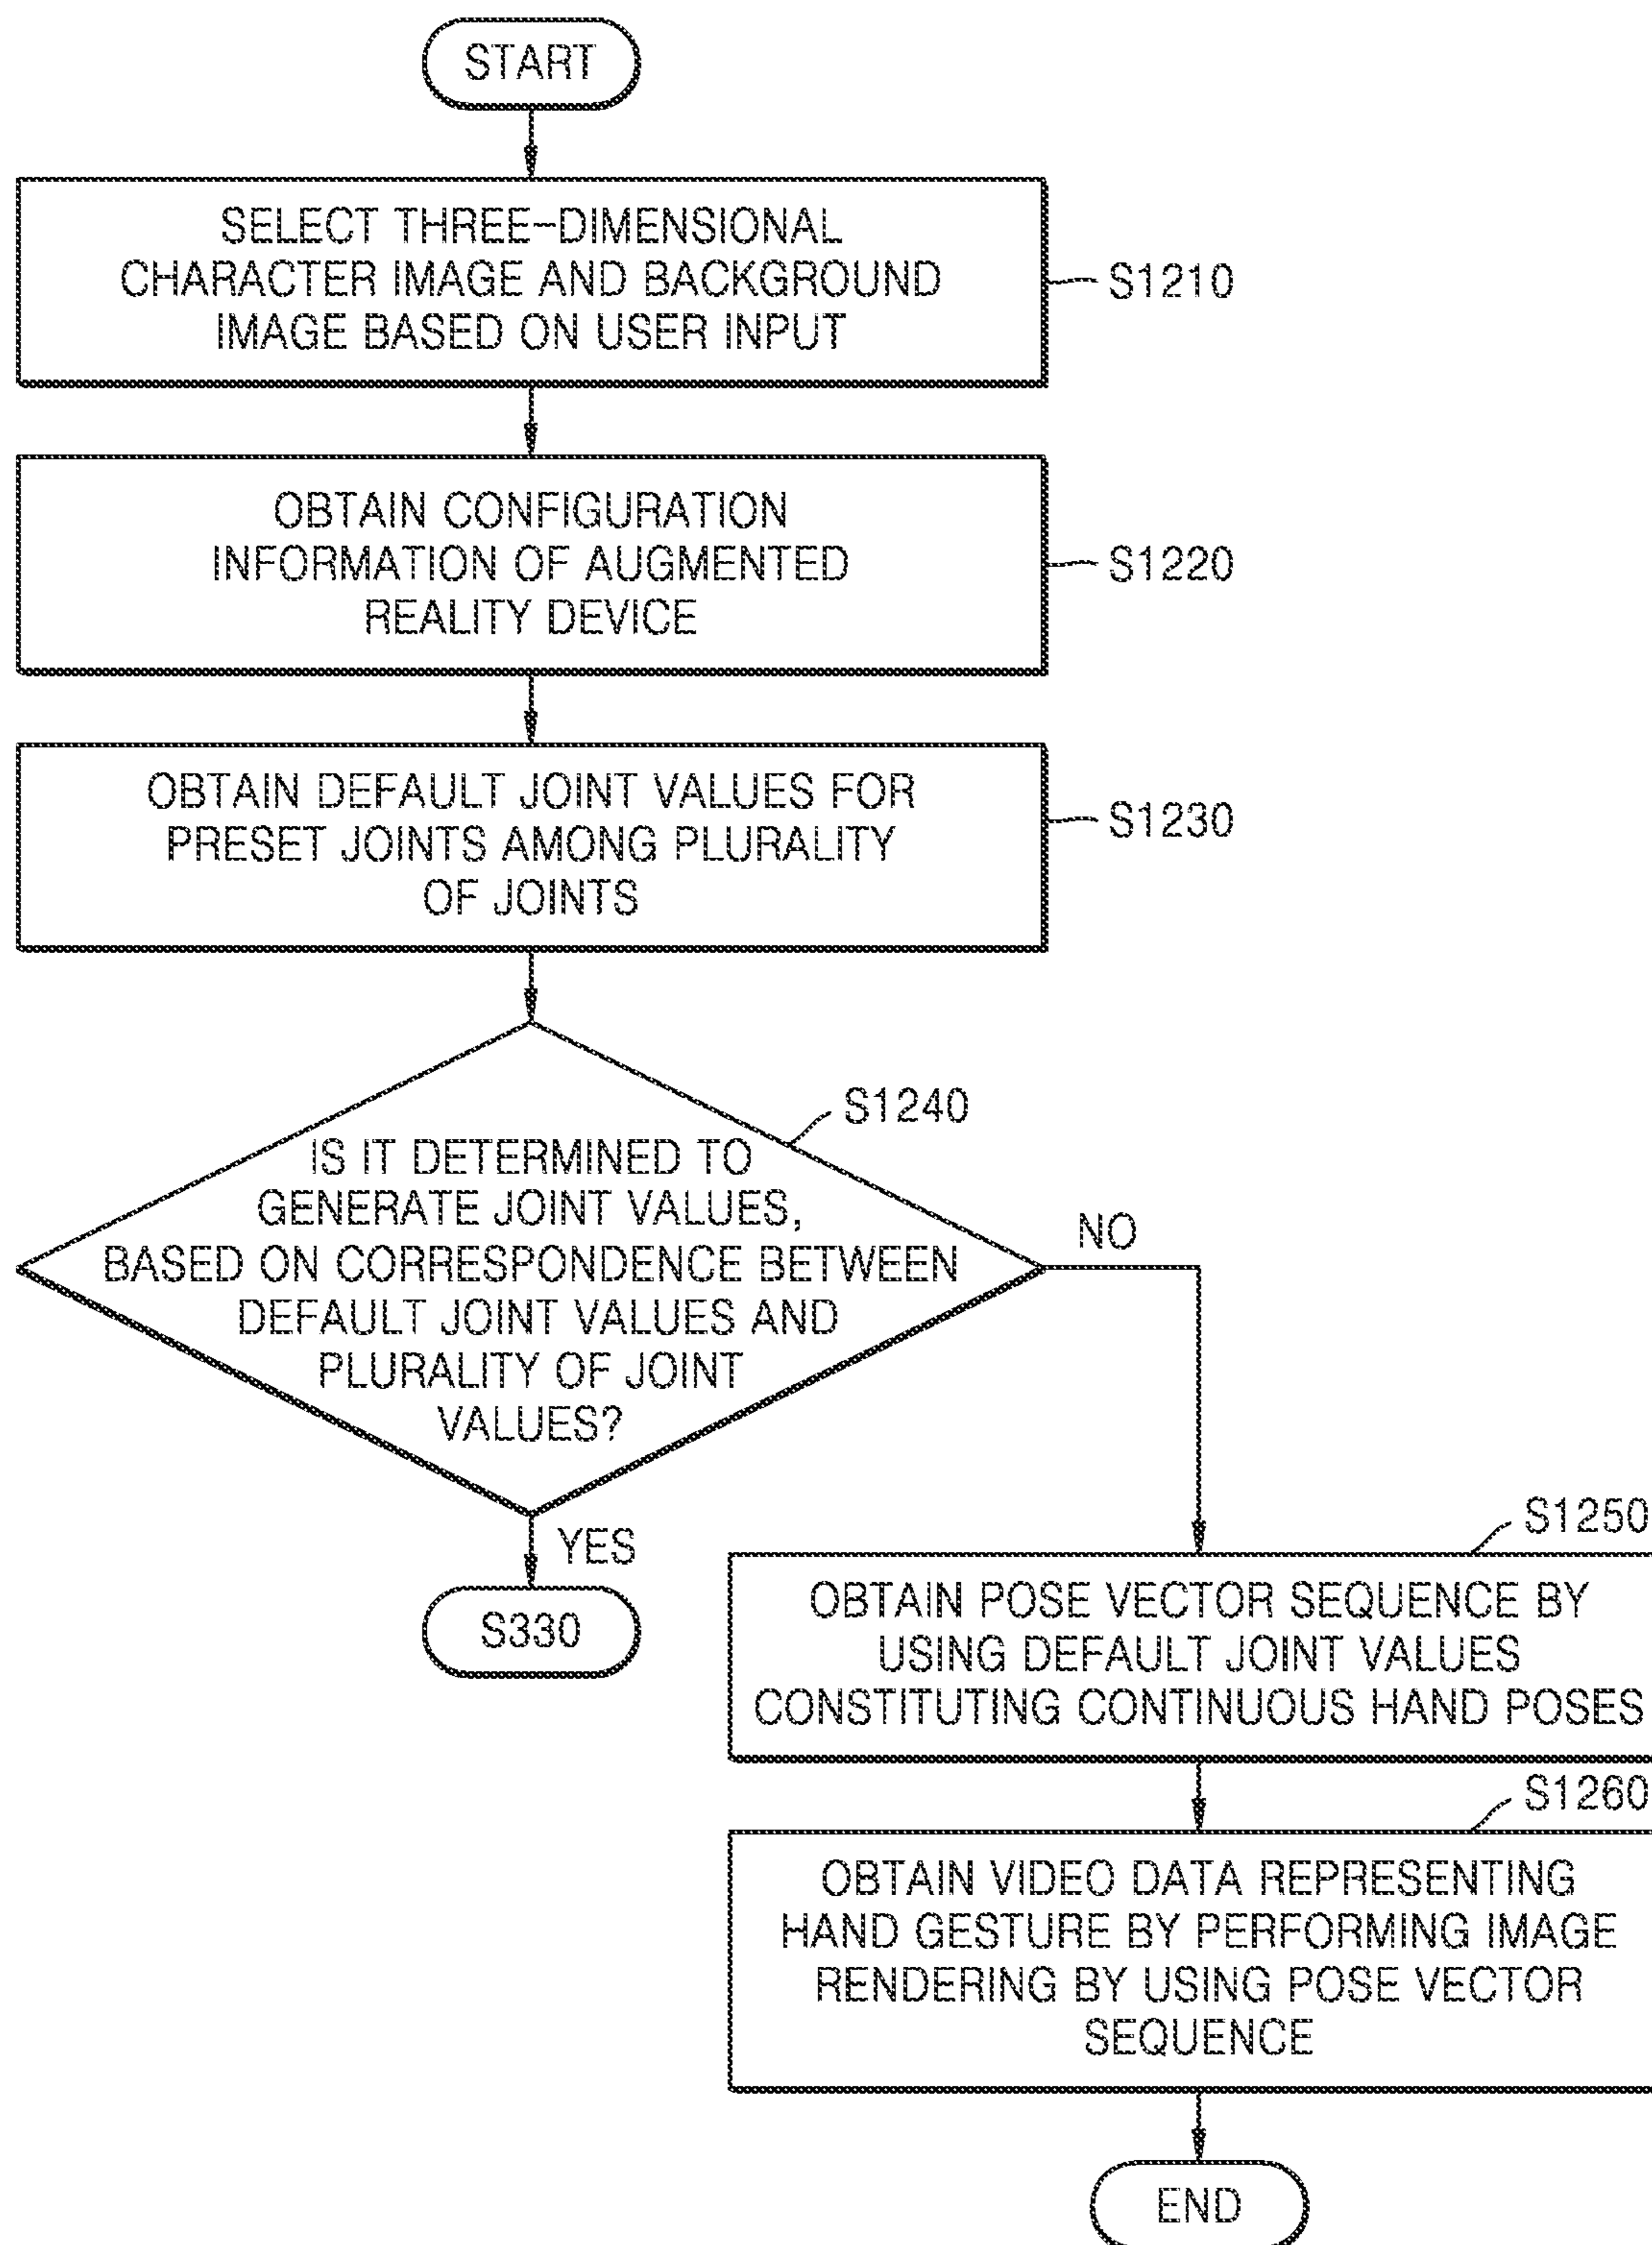 START
SELECT THREE-DIMENSIONAL
CHARACTER IMAGE AND BACKGROUND
IMAGE BASED ON USER INPUT
S1210
OBTAIN CONFIGURATION
INFORMATION OF AUGMENTED
REALITY DEVICE
S1220
OBTAIN DEFAULT JOINT VALUES FOR
PRESET JOINTS AMONG PLURALITY
OF JOINTS
S1230
S1240
IS IT DETERMINED TO
GENERATE JOINT VALUES,
BASED ON CORRESPONDENCE BETWEEN
DEFAULT JOINT VALUES AND
PLURALITY OF JOINT
VALUES?
NO
YES
S330
S1250
OBTAIN POSE VECTOR SEQUENCE BY
USING DEFAULT JOINT VALUES
CONSTITUTING CONTINUOUS HAND POSES
S1260
OBTAIN VIDEO DATA REPRESENTING
HAND GESTURE BY PERFORMING IMAGE
RENDERING BY USING POSE VECTOR
SEQUENCE
END